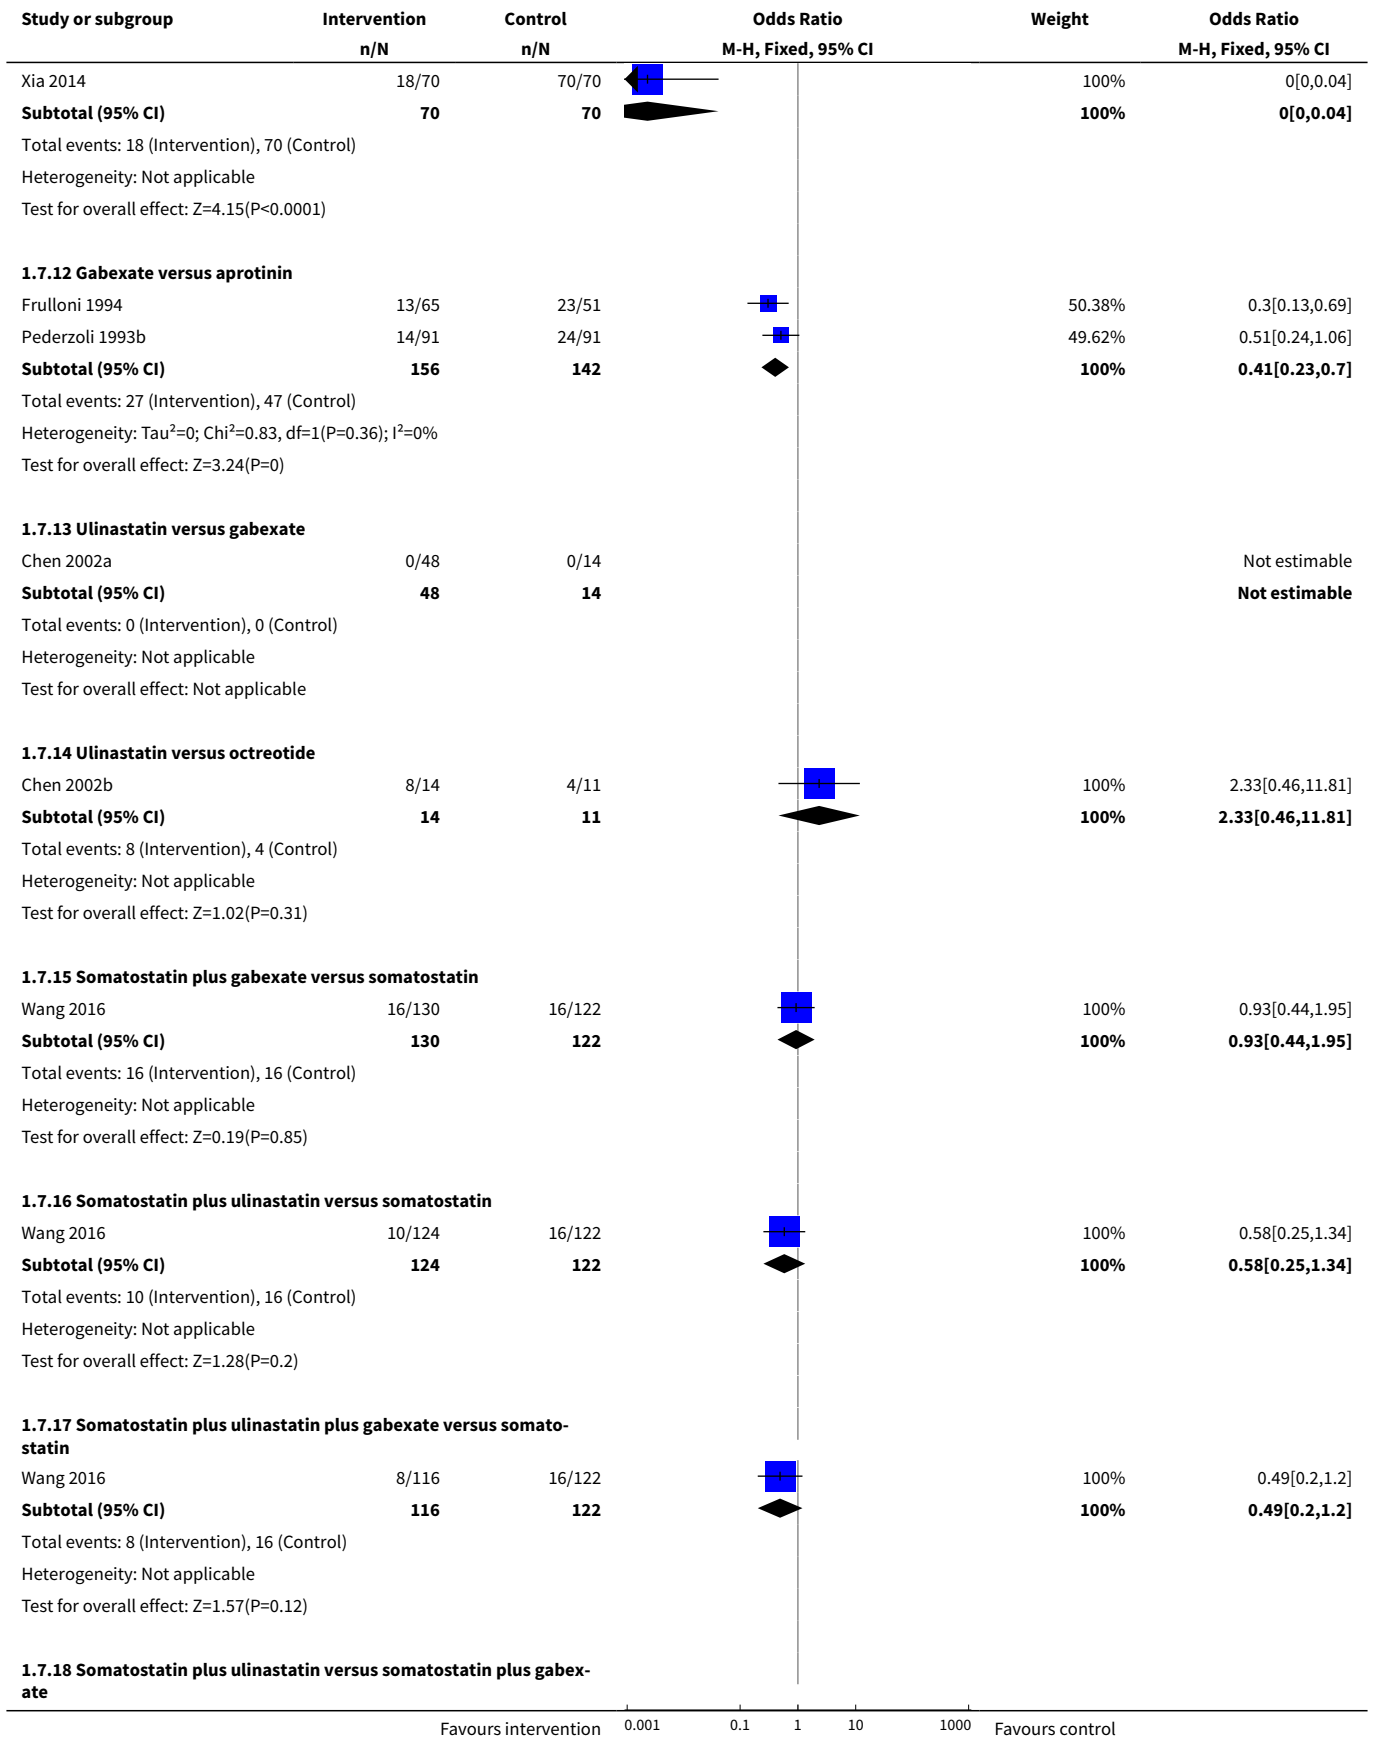 Study or subgroup Intervention Control Odds Ratio Weight Odds Ratio
n/N n/N M-H, Fixed, 95% CI M-H, Fixed, 95% CI
Xia 2014 18/70 70/70 100% 0[0,0.04]
Subtotal (95% CI) 70 70 100% 0[0,0.04]
Total events: 18 (Intervention), 70 (Control)
Heterogeneity: Not applicable
Test for overall effect: Z=4.15(P<0.0001)
1.7.12 Gabexate versus aprotinin
Frulloni 1994 13/65 23/51 50.38% 0.3[0.13,0.69]
Pederzoli 1993b 14/91 24/91 49.62% 0.51[0.24,1.06]
Subtotal (95% CI) 156 142 100% 0.41[0.23,0.7]
Total events: 27 (Intervention), 47 (Control)
Heterogeneity: Tau²=0; Chi²=0.83, df=1(P=0.36); I²=0%
Test for overall effect: Z=3.24(P=0)
1.7.13 Ulinastatin versus gabexate
Chen 2002a 0/48 0/14 Not estimable
Subtotal (95% CI) 48 14 Not estimable
Total events: 0 (Intervention), 0 (Control)
Heterogeneity: Not applicable
Test for overall effect: Not applicable
1.7.14 Ulinastatin versus octreotide
Chen 2002b 8/14 4/11 100% 2.33[0.46,11.81]
Subtotal (95% CI) 14 11 100% 2.33[0.46,11.81]
Total events: 8 (Intervention), 4 (Control)
Heterogeneity: Not applicable
Test for overall effect: Z=1.02(P=0.31)
1.7.15 Somatostatin plus gabexate versus somatostatin
Wang 2016 16/130 16/122 100% 0.93[0.44,1.95]
Subtotal (95% CI) 130 122 100% 0.93[0.44,1.95]
Total events: 16 (Intervention), 16 (Control)
Heterogeneity: Not applicable
Test for overall effect: Z=0.19(P=0.85)
1.7.16 Somatostatin plus ulinastatin versus somatostatin
Wang 2016 10/124 16/122 100% 0.58[0.25,1.34]
Subtotal (95% CI) 124 122 100% 0.58[0.25,1.34]
Total events: 10 (Intervention), 16 (Control)
Heterogeneity: Not applicable
Test for overall effect: Z=1.28(P=0.2)
1.7.17 Somatostatin plus ulinastatin plus gabexate versus somato-
statin
Wang 2016 8/116 16/122 100% 0.49[0.2,1.2]
Subtotal (95% CI) 116 122 100% 0.49[0.2,1.2]
Total events: 8 (Intervention), 16 (Control)
Heterogeneity: Not applicable
Test for overall effect: Z=1.57(P=0.12)
1.7.18 Somatostatin plus ulinastatin versus somatostatin plus gabex-
ate
Favours intervention 0.001 0.1 1 10 1000 Favours control